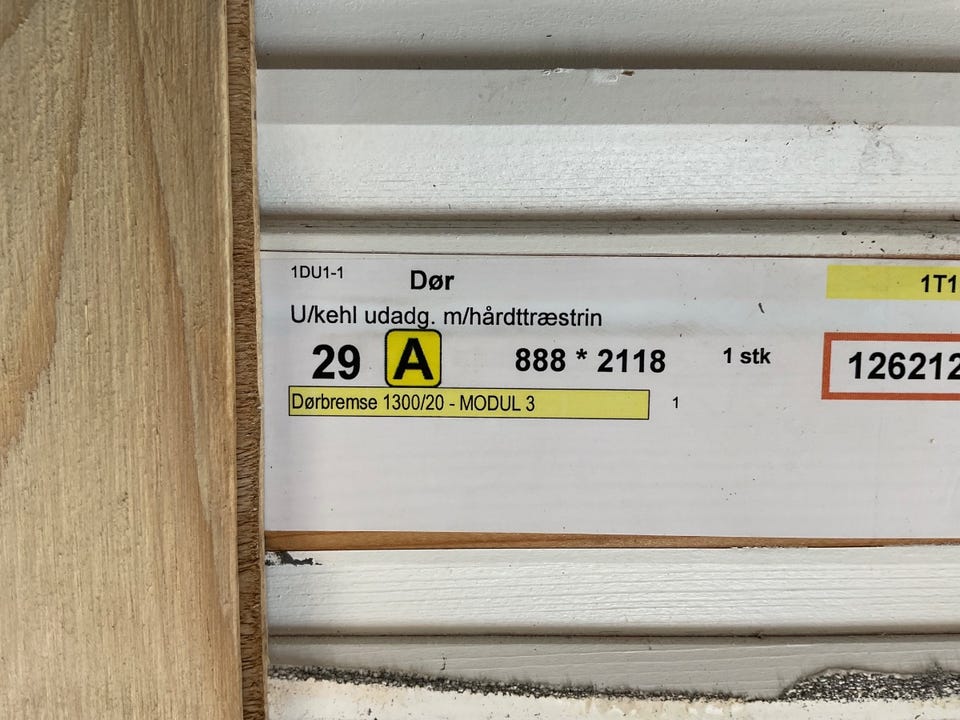 1DU1-1 Dør 1T1
U/kehl udadg. m/hårdttræstrin
29 A 888 * 2118 1 stk 126212
Dørbremse 1300/20 - MODUL 3 1